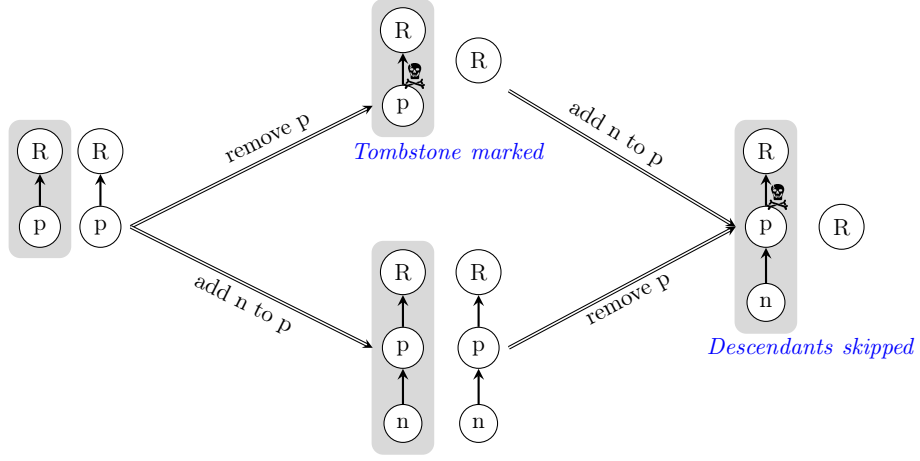 R
R
p
p
remove p
add n to p
R
p
R
Tombstone marked
R
p
n
R
p
n
add n to p
remove p
R
p
n
R
Descendants skipped